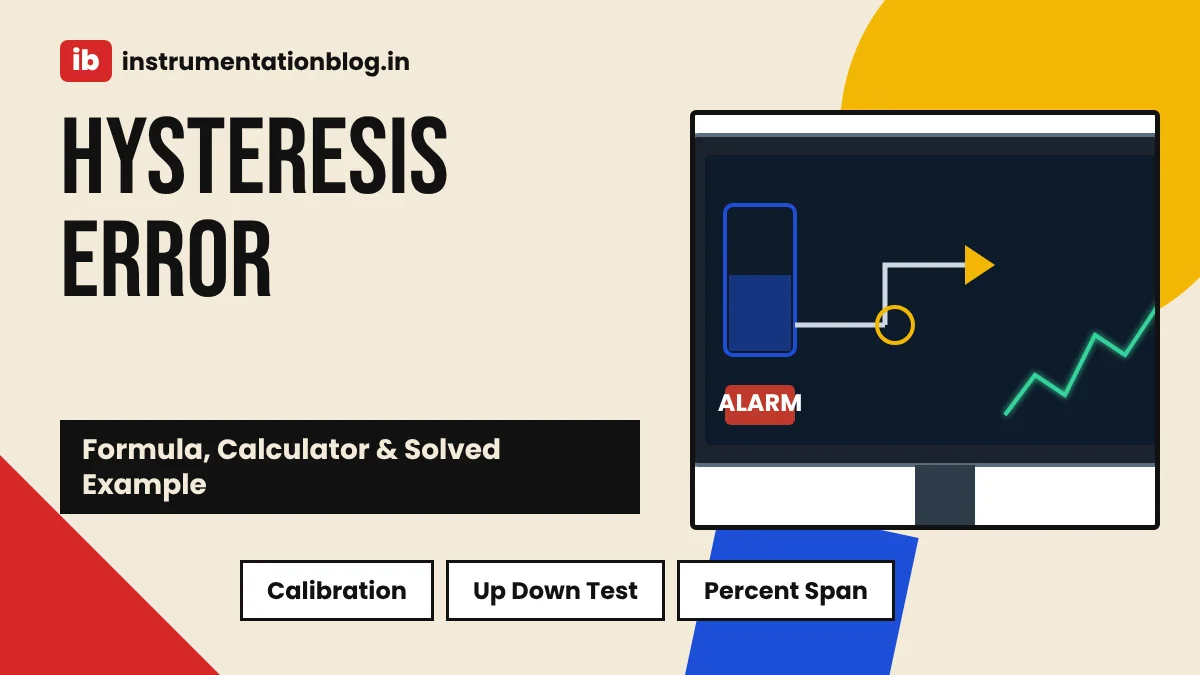 ib instrumentationblog.in
HYSTERESIS
ERROR
ALARM
Formula, Calculator & Solved
Example
Calibration
Up Down Test
Percent Span